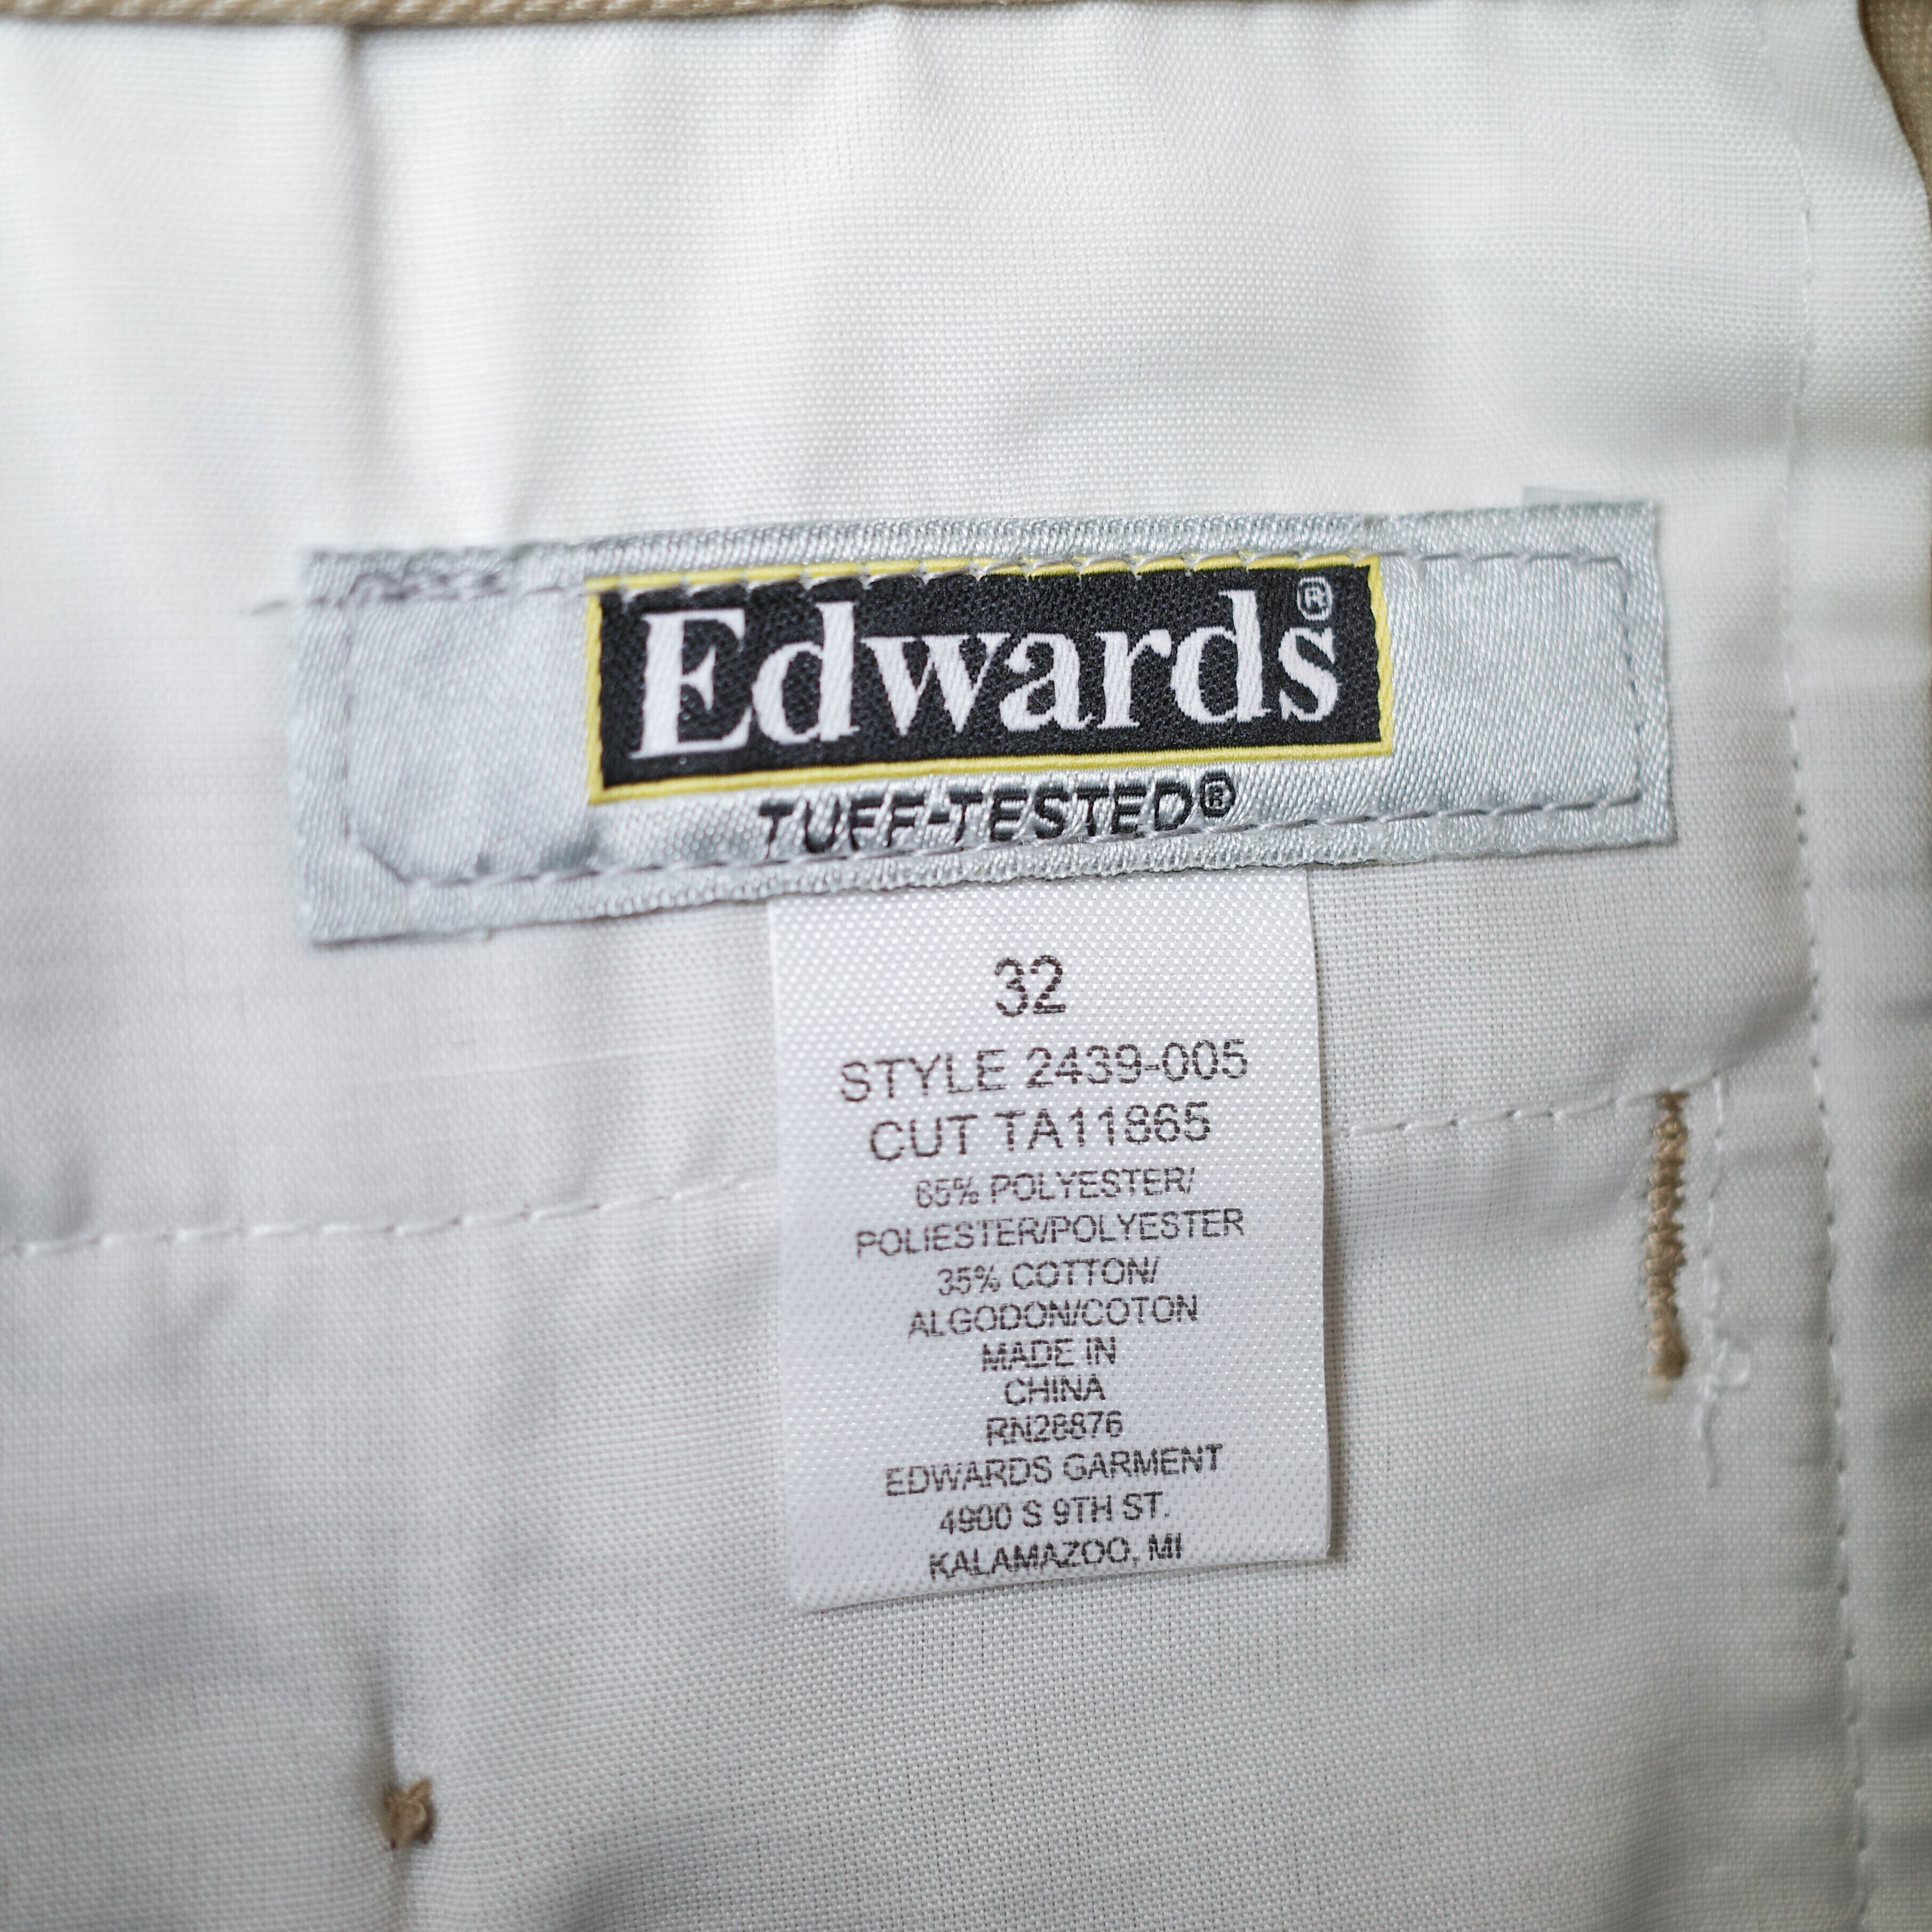 Edwards®
TUFF-TESTED®
32
STYLE 2439-005
CUT TA11865
65% POLYESTER/
POLIESTER/POLYESTER
35% COTTON/
ALGODON/COTON
MADE IN
CHINA
RN28876
EDWARDS GARMENT
4900 S 9TH ST.
KALAMAZOO, MI